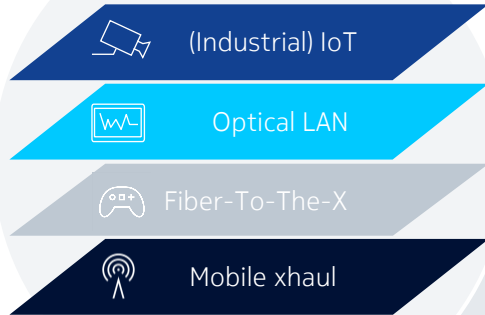 (Industrial) IoT
Optical LAN
Fiber-To-The-X
Mobile xhaul